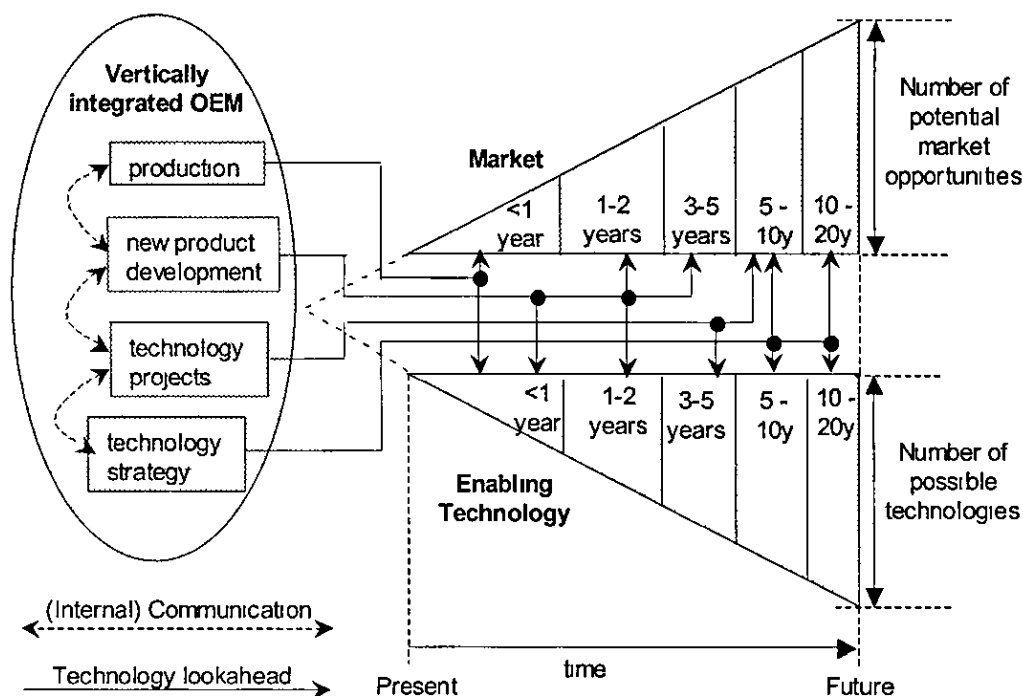 Vertically
integrated OEM
production
new product
development
technology
projects
technology
strategy
(Internal) Communication
Technology lookahead
Market
<1
year
1-2
years
3-5
years
5 -
10y
10 -
20y
Number of
potential
market
opportunities
<1
year
1-2
years
3-5
years
5 -
10y
10 -
20y
Enabling
Technology
Number of
possible
technologies
time
Present
Future